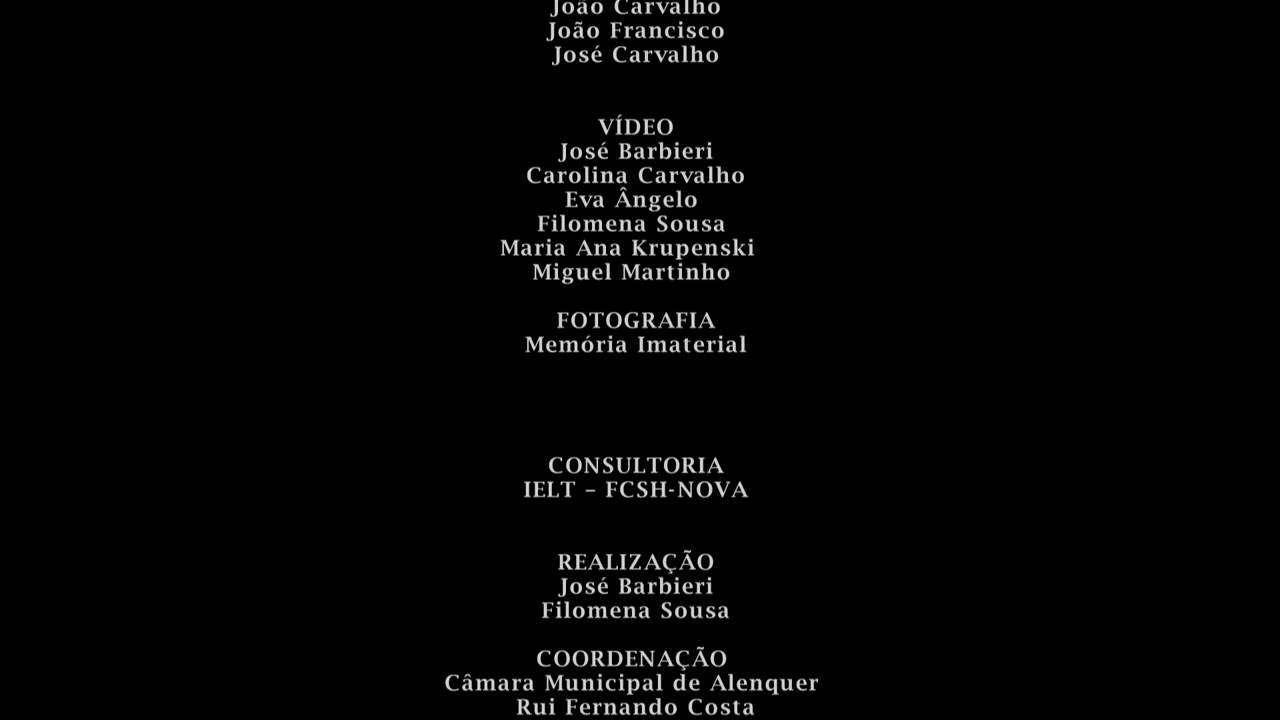 João Carvalho
João Francisco
José Carvalho
VÍDEO
José Barbieri
Carolina Carvalho
Eva Ângelo
Filomena Sousa
Maria Ana Krupenski
Miguel Martinho
FOTOGRAFIA
Memória Imaterial
CONSULTORIA
IELT – FCSH-NOVA
REALIZAÇÃO
José Barbieri
Filomena Sousa
COORDENAÇÃO
Câmara Municipal de Alenquer
Rui Fernando Costa